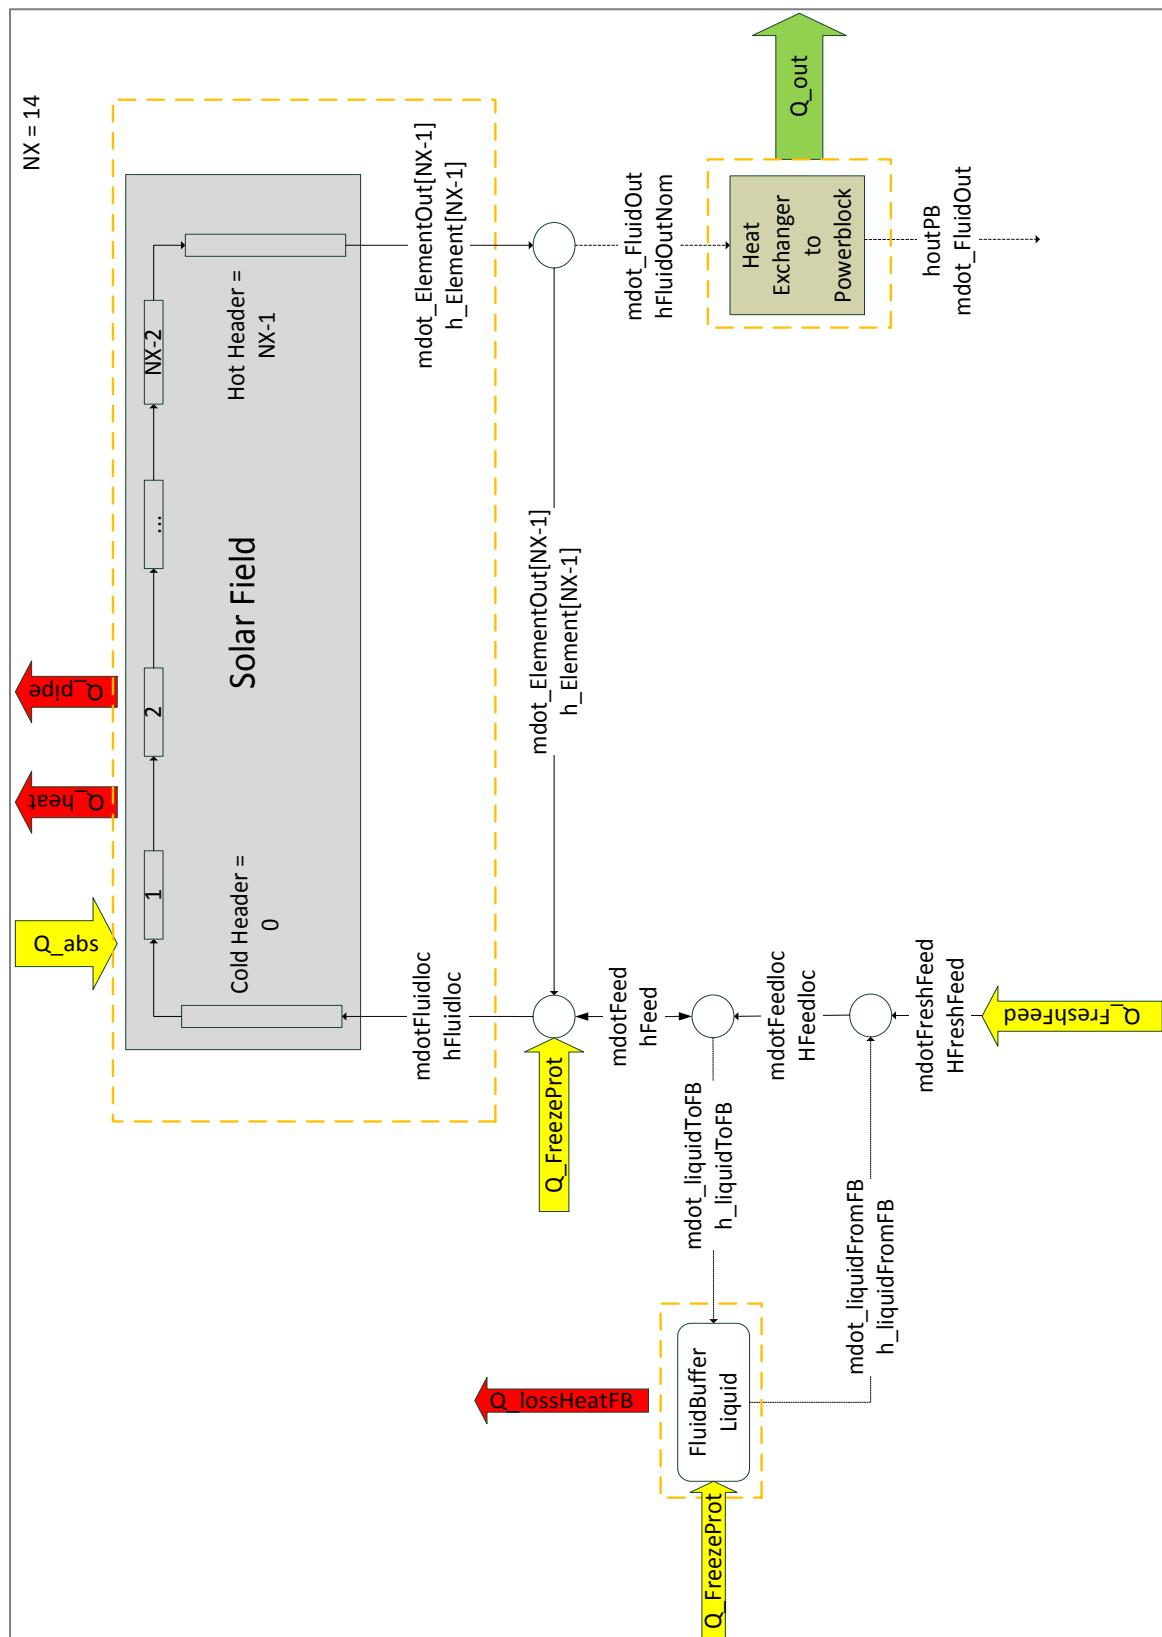 NX = 14
Q_abs
Q_heat
Q_pipe
1
2
...
NX-2
Cold Header =
0
Solar Field
Hot Header =
NX-1
mdotFluidloc
hFluidloc
mdot_ElementOut[NX-1]
h_Element[NX-1]
Q_FreezeProt
mdot_ElementOut[NX-1]
h_Element[NX-1]
mdotFeed
hFeed
mdot_FluidOut
hFluidOutNom
Q_lossHeatFB
mdot_liquidToFB
h_liquidToFB
FluidBuffer
Liquid
Q_FreezeProt
mdotFeedloc
HFeedloc
Heat
Exchanger
to
Powerblock
Q_out
mdot_liquidFromFB
h_liquidFromFB
mdotFreshFeed
HFreshFeed
Q_FreshFeed
houtPB
mdot_FluidOut